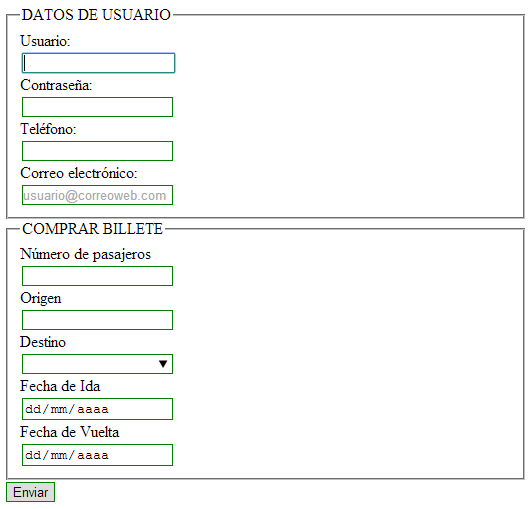 DATOS DE USUARIO
Usuario:
Contraseña:
Teléfono:
Correo electrónico:
usuario@correoweb.com
COMPRAR BILLETE
Número de pasajeros
Origen
Destino
Fecha de Ida
dd/mm/aaaa
Fecha de Vuelta
dd/mm/aaaa
Enviar